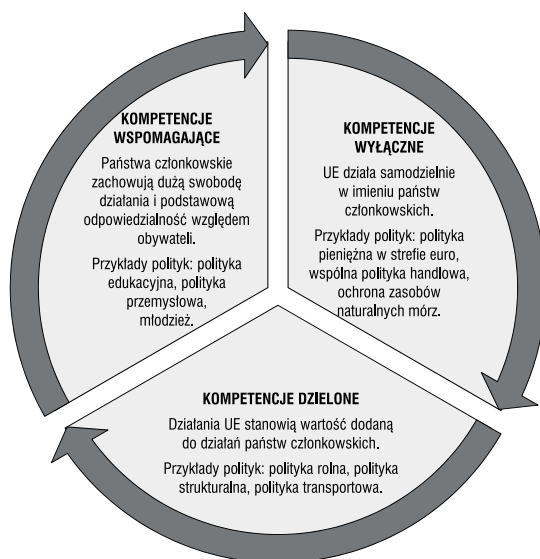 KOMPETENCJE
WSPOMAGAJĄCE
Państwa członkowskie
zachowują dużą swobodę
działania i podstawową
odpowiedzialność względem
obywateli.
Przykłady polityk: polityka
edukacyjna, polityka
przemysłowa,
młodzież.
KOMPETENCJE
WYŁĄCZNE
UE działa samodzielnie
w imieniu państw
członkowskich.
Przykłady polityk: polityka
pieniężna w strefie euro,
wspólna polityka handlowa,
ochrona zasobów
naturalnych mórz.
KOMPETENCJE DZIELONE
Działania UE stanowią wartość dodaną
do działań państw członkowskich.
Przykłady polityk: polityka rolna, polityka
strukturalna, polityka transportowa.